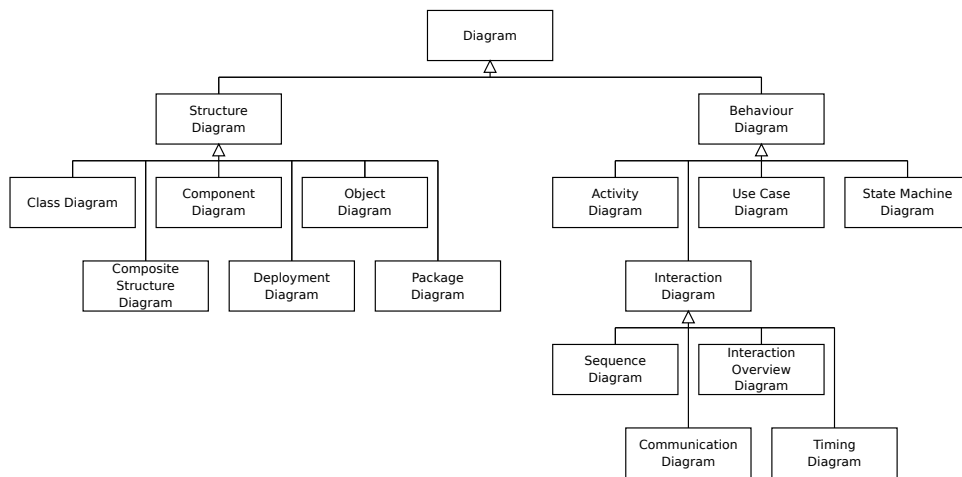 Diagram
Structure
Diagram
Behaviour
Diagram
Class Diagram
Component
Diagram
Object
Diagram
Activity
Diagram
Use Case
Diagram
State Machine
Diagram
Composite
Structure
Diagram
Deployment
Diagram
Package
Diagram
Interaction
Diagram
Sequence
Diagram
Interaction
Overview
Diagram
Communication
Diagram
Timing
Diagram